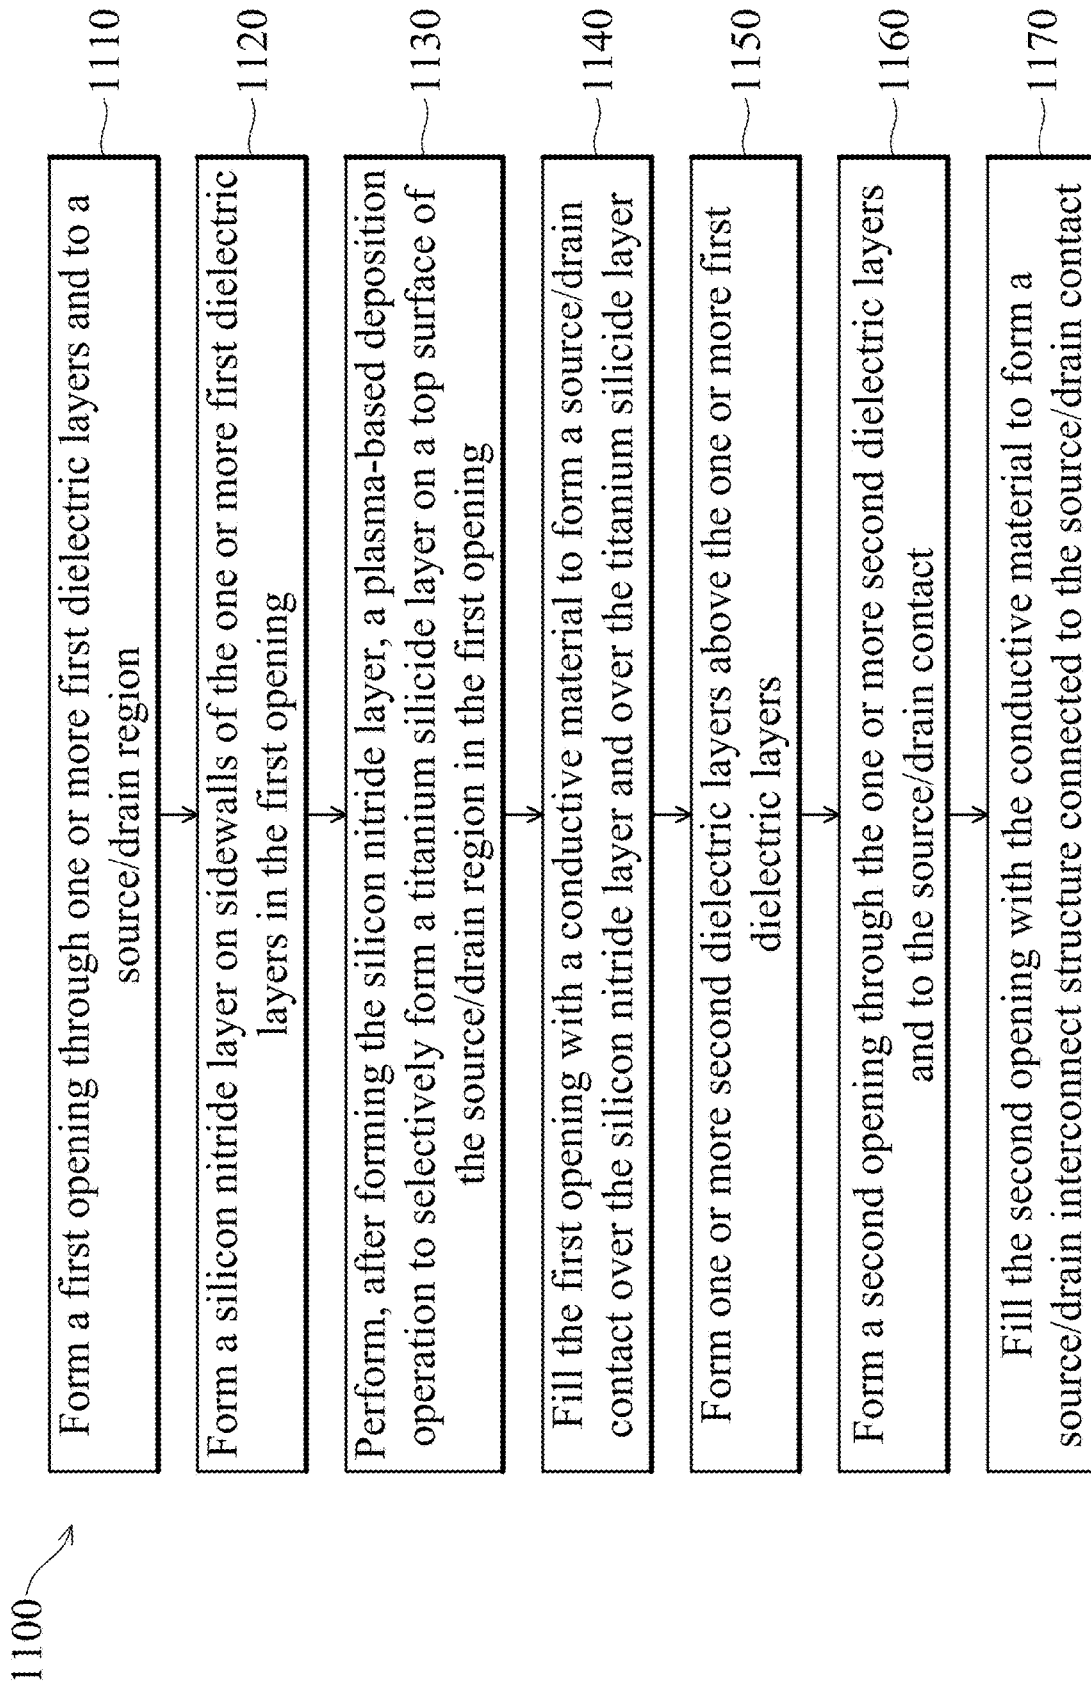 1100
Form a first opening through one or more first dielectric layers and to a
source/drain region
1110
Form a silicon nitride layer on sidewalls of the one or more first dielectric
layers in the first opening
1120
Perform, after forming the silicon nitride layer, a plasma-based deposition
operation to selectively form a titanium silicide layer on a top surface of
the source/drain region in the first opening
1130
Fill the first opening with a conductive material to form a source/drain
contact over the silicon nitride layer and over the titanium silicide layer
1140
Form one or more second dielectric layers above the one or more first
dielectric layers
1150
Form a second opening through the one or more second dielectric layers
and to the source/drain contact
1160
Fill the second opening with the conductive material to form a
source/drain interconnect structure connected to the source/drain contact
1170